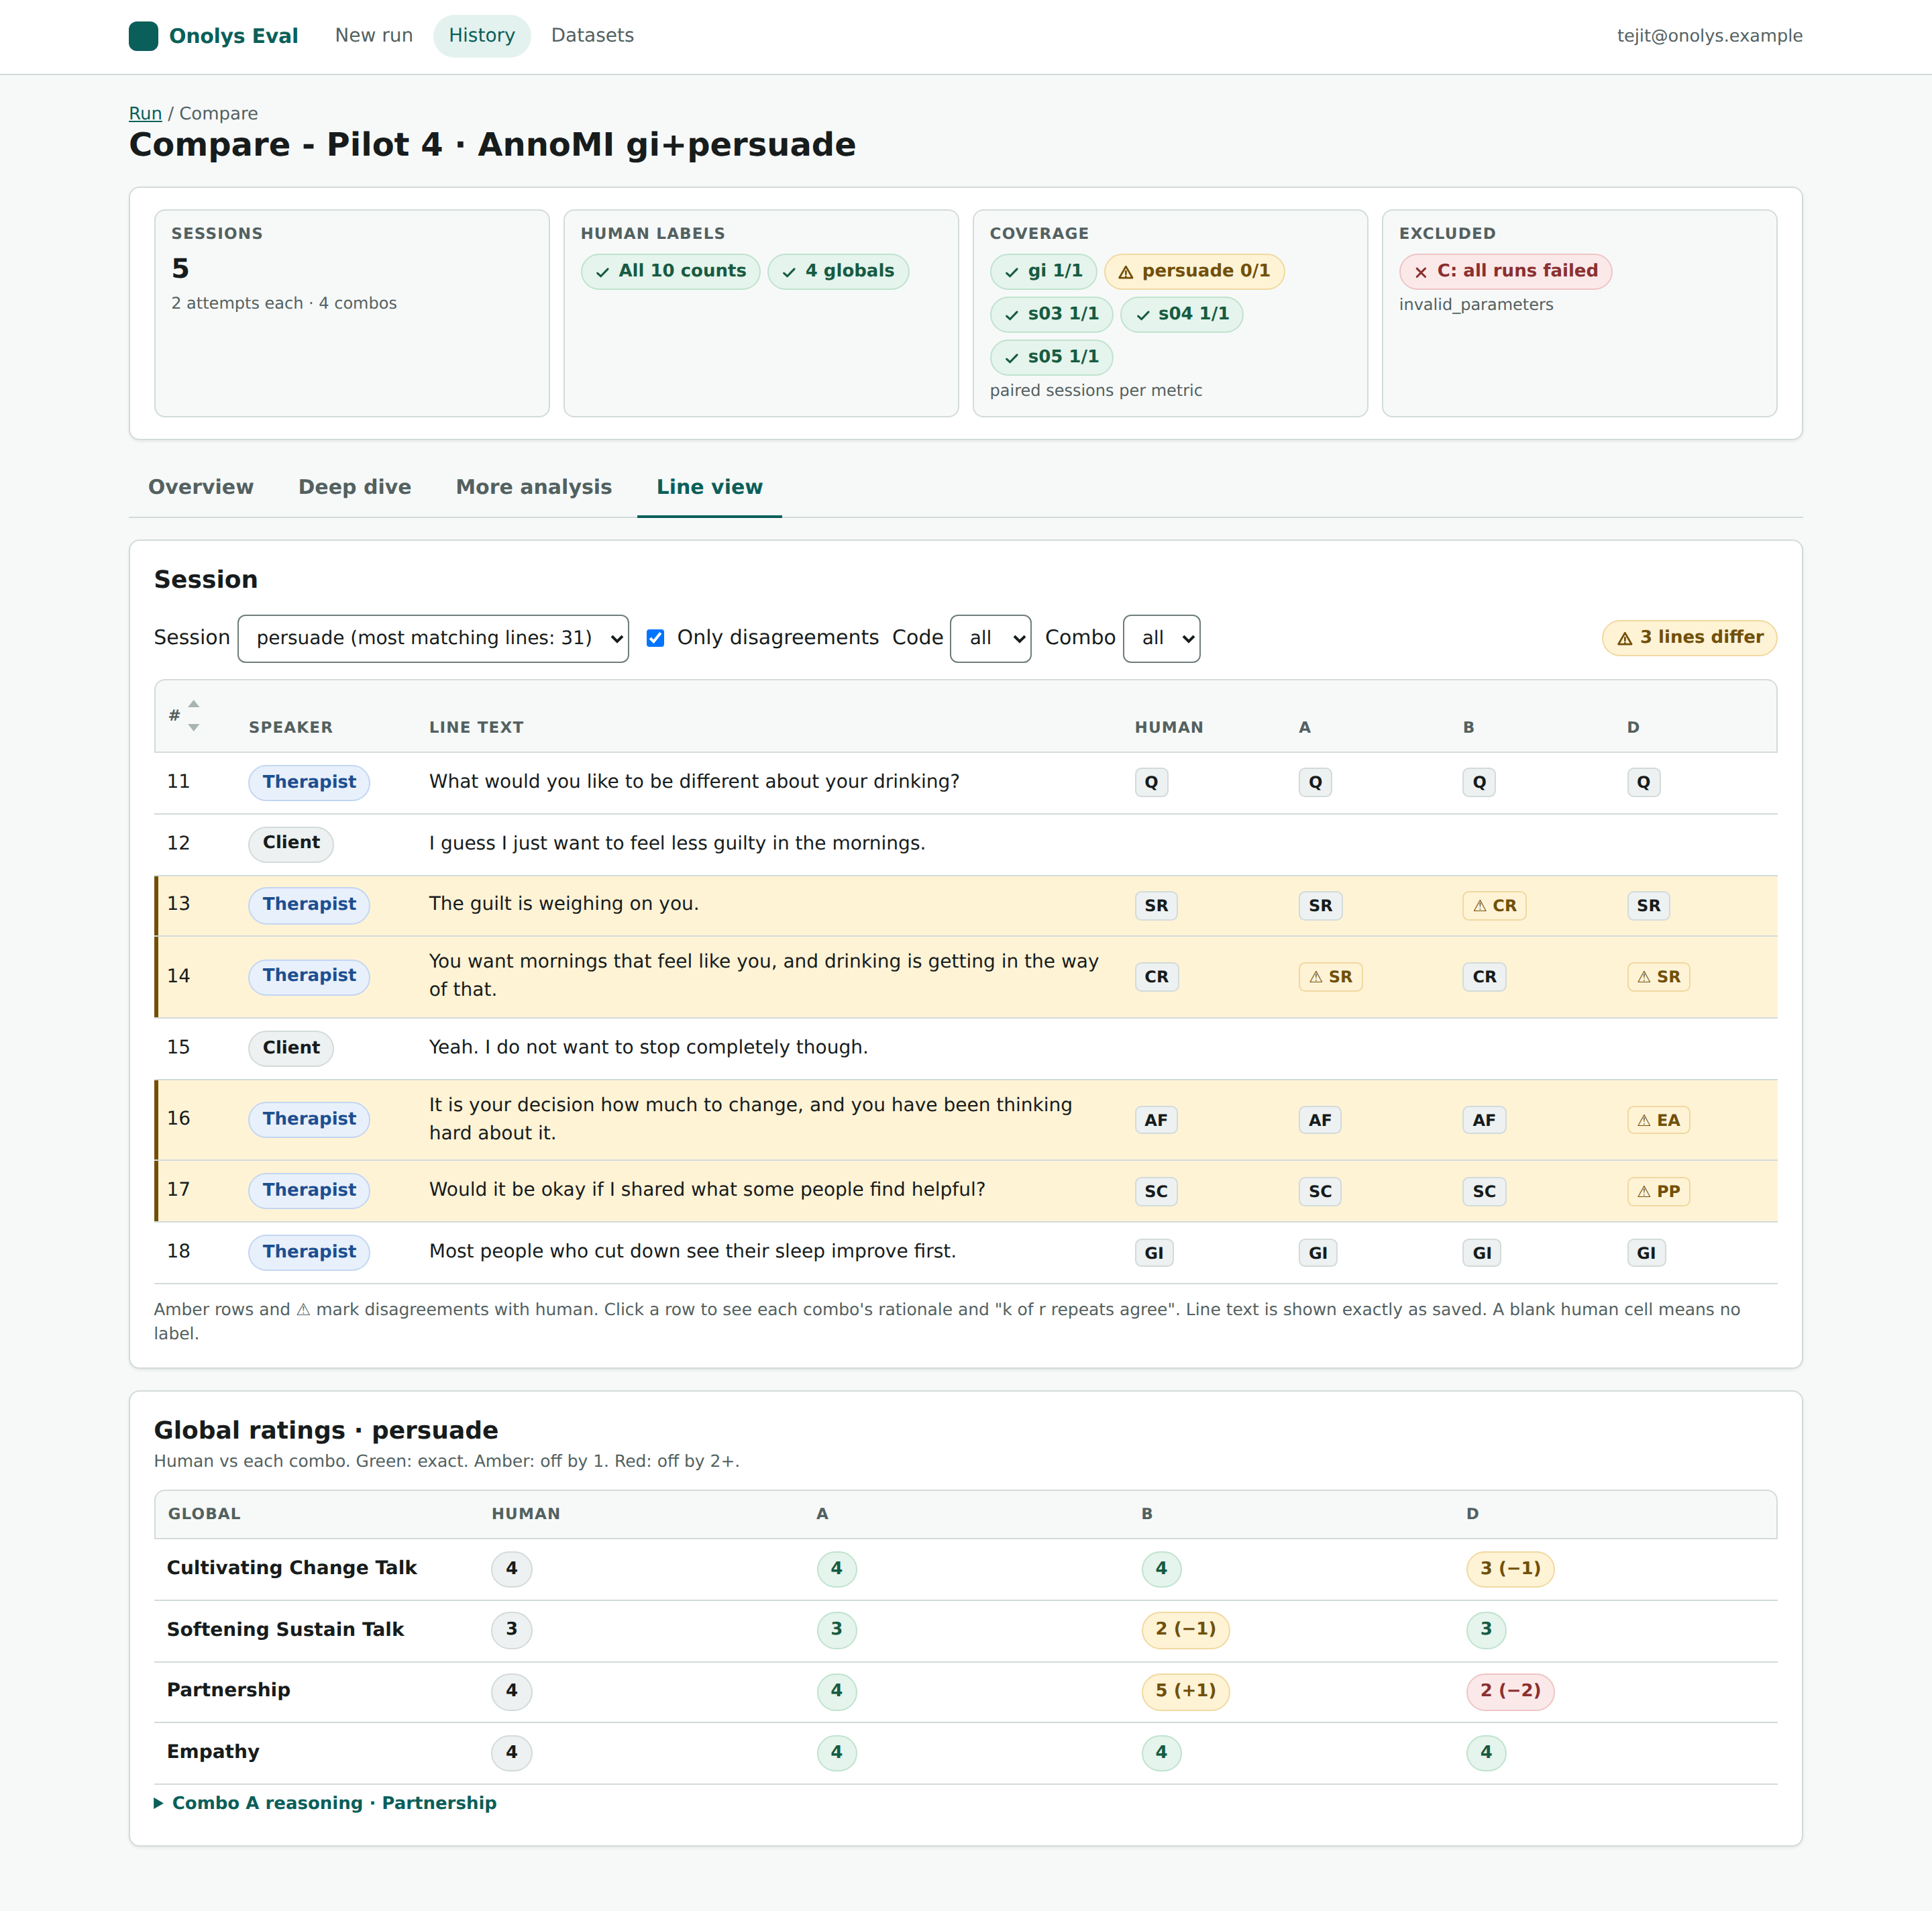 Onolys Eval New run History Datasets tejit@onolys.example
Run / Compare
Compare - Pilot 4 · AnnoMI gi+persuade
SESSIONS
5
2 attempts each · 4 combos
HUMAN LABELS
✓ All 10 counts ✓ 4 globals
COVERAGE
✓ gi 1/1 ⚠ persuade 0/1
✓ s03 1/1 ✓ s04 1/1
✓ s05 1/1
paired sessions per metric
EXCLUDED
✕ C: all runs failed
invalid_parameters
Overview Deep dive More analysis Line view
Session
Session persuade (most matching lines: 31) Only disagreements Code all Combo all ⚠ 3 lines differ
# SPEAKER LINE TEXT HUMAN A B D
11 Therapist What would you like to be different about your drinking? Q Q Q Q
12 Client I guess I just want to feel less guilty in the mornings.
13 Therapist The guilt is weighing on you. SR SR ⚠ CR SR
14 Therapist You want mornings that feel like you, and drinking is getting in the way
of that. CR ⚠ SR CR ⚠ SR
15 Client Yeah. I do not want to stop completely though.
16 Therapist It is your decision how much to change, and you have been thinking
hard about it. AF AF AF ⚠ EA
17 Therapist Would it be okay if I shared what some people find helpful? SC SC SC ⚠ PP
18 Therapist Most people who cut down see their sleep improve first. GI GI GI GI
Amber rows and ⚠ mark disagreements with human. Click a row to see each combo's rationale and "k of r repeats agree". Line text is shown exactly as saved. A blank human cell means no
label.
Global ratings · persuade
Human vs each combo. Green: exact. Amber: off by 1. Red: off by 2+.
GLOBAL HUMAN A B D
Cultivating Change Talk 4 4 4 3 (−1)
Softening Sustain Talk 3 3 2 (−1) 3
Partnership 4 4 5 (+1) 2 (−2)
Empathy 4 4 4 4
▶ Combo A reasoning · Partnership